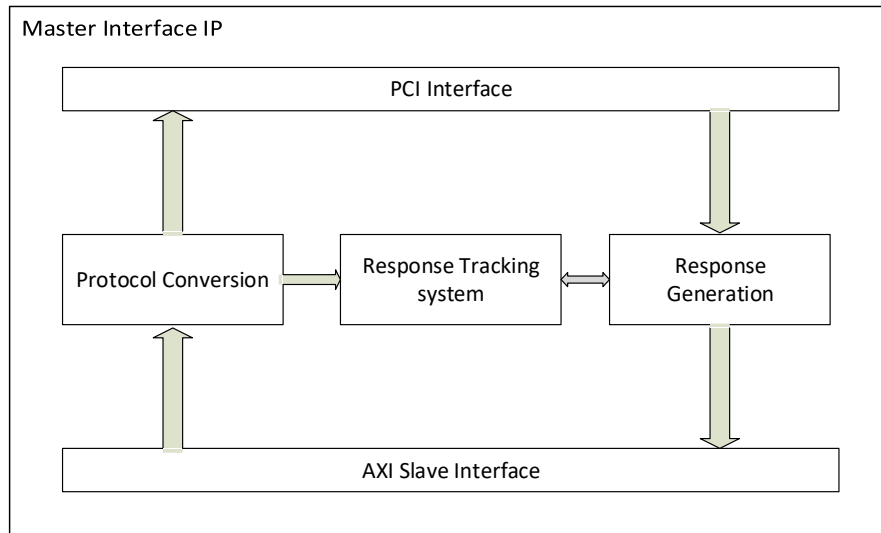 Master Interface IP
PCI Interface
Protocol Conversion
Response Tracking
system
Response
Generation
AXI Slave Interface